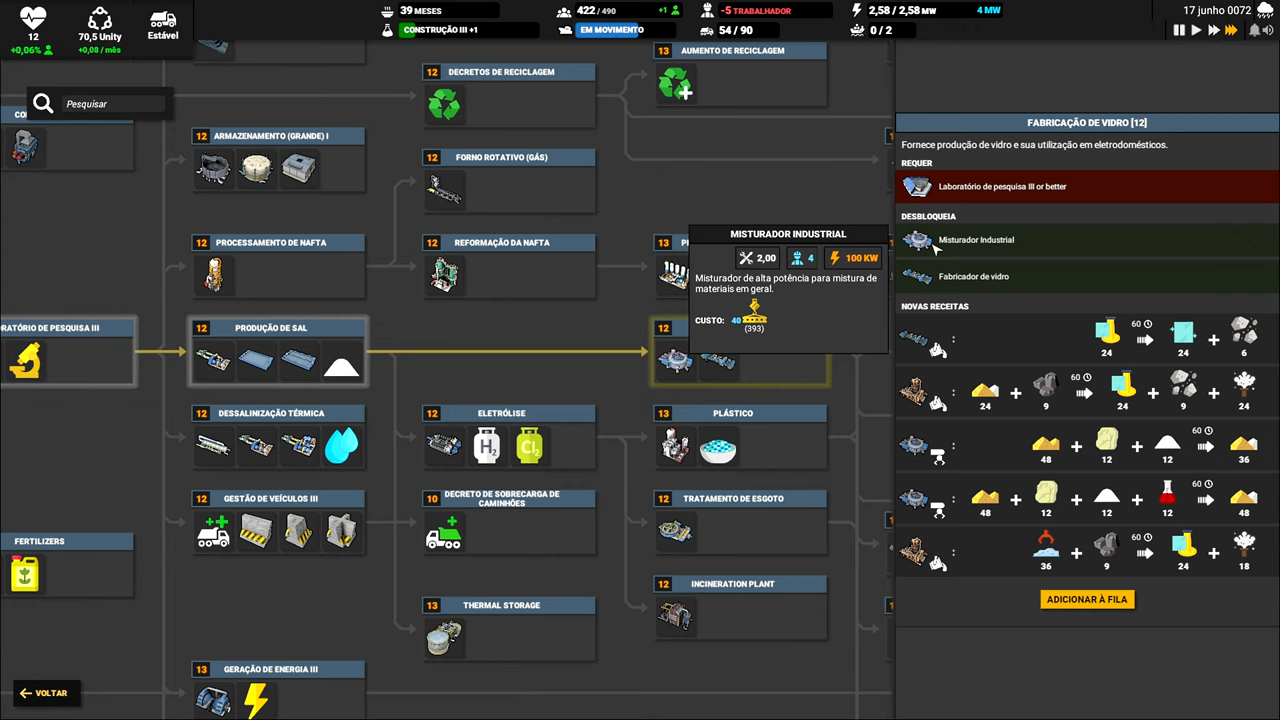 12
+0,06%
70,5 Unity
+0,08 / mês
Estável
39 MESES
CONSTRUÇÃO III +1
422 / 490
+1
EM MOVIMENTO
-5 TRABALHADOR
54 / 90
2,58 / 2,58 MW
4 MW
0 / 2
17 junho 0072
Pesquisar
12 ARMAZENAMENTO (GRANDE) I
12 DECRETOS DE RECICLAGEM
13 AUMENTO DE RECICLAGEM
12 FORNO ROTATIVO (GÁS)
12 PROCESSAMENTO DE NAFTA
12 REFORMAÇÃO DA NAFTA
13
ORATÓRIO DE PESQUISA III
12 PRODUÇÃO DE SAL
12
12 DESSALINIZAÇÃO TÉRMICA
12 ELETRÓLISE
H2
Cl2
13 PLÁSTICO
12 GESTÃO DE VEÍCULOS III
10 DECRETO DE SOBRECARGA DE
CAMINHÕES
12 TRATAMENTO DE ESGOTO
FERTILIZERS
13 THERMAL STORAGE
12 INCINERATION PLANT
13 GERAÇÃO DE ENERGIA III
VOLTAR
MISTURADOR INDUSTRIAL
2,00
4
100 KW
Misturador de alta potência para mistura de
materiais em geral.
CUSTO: 40
(393)
FABRICAÇÃO DE VIDRO [12]
Fornece produção de vidro e sua utilização em eletrodomésticos.
REQUER
Laboratório de pesquisa III or better
DESBLOQUEIA
Misturador Industrial
Fabricador de vidro
NOVAS RECEITAS
: 24 60 24 + 6
: 24 + 9 60 24 + 9 + 24
: 48 + 12 + 12 60 36
: 48 + 12 + 12 + 12 60 48
: 36 + 9 60 24 + 18
ADICIONAR À FILA